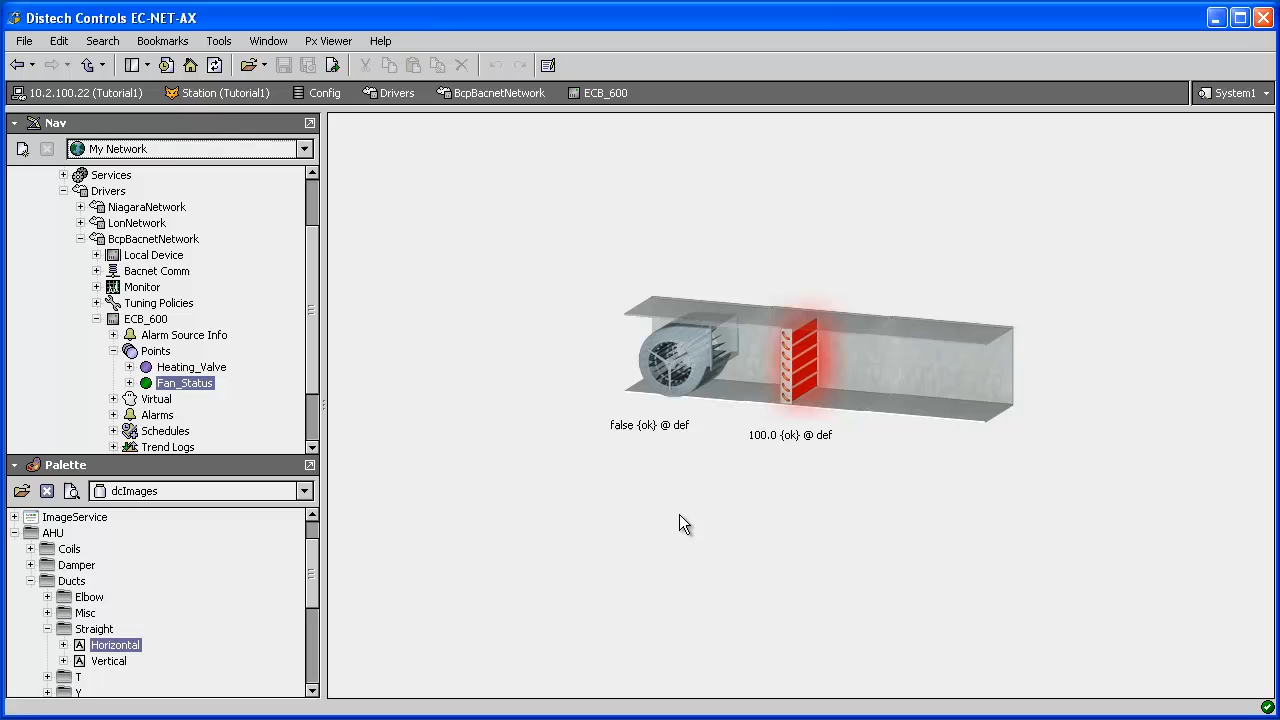 Distech Controls EC-NET-AX
File Edit Search Bookmarks Tools Window Px Viewer Help
10.2.100.22 (Tutorial1) Station (Tutorial1) Config Drivers BcpBacnetNetwork ECB_600 System1
Nav
My Network
Services
Drivers
NiagaraNetwork
LonNetwork
BcpBacnetNetwork
Local Device
Bacnet Comm
Monitor
Tuning Policies
ECB_600
Alarm Source Info
Points
Heating_Valve
Fan_Status
Virtual
Alarms
Schedules
Trend Logs
Palette
dcImages
ImageService
AHU
Coils
Damper
Ducts
Elbow
Misc
Straight
A Horizontal
A Vertical
T
Y
false {ok} @ def
100.0 {ok} @ def